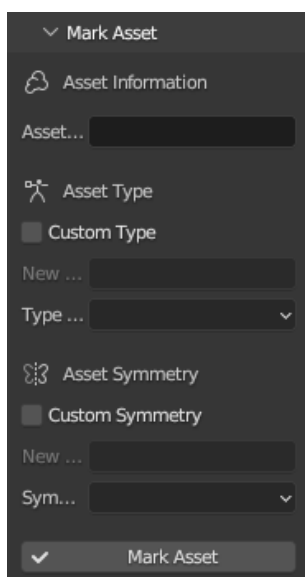 Mark Asset
Asset Information
Asset...
Asset Type
Custom Type
New ...
Type ...
Asset Symmetry
Custom Symmetry
New ...
Sym...
Mark Asset